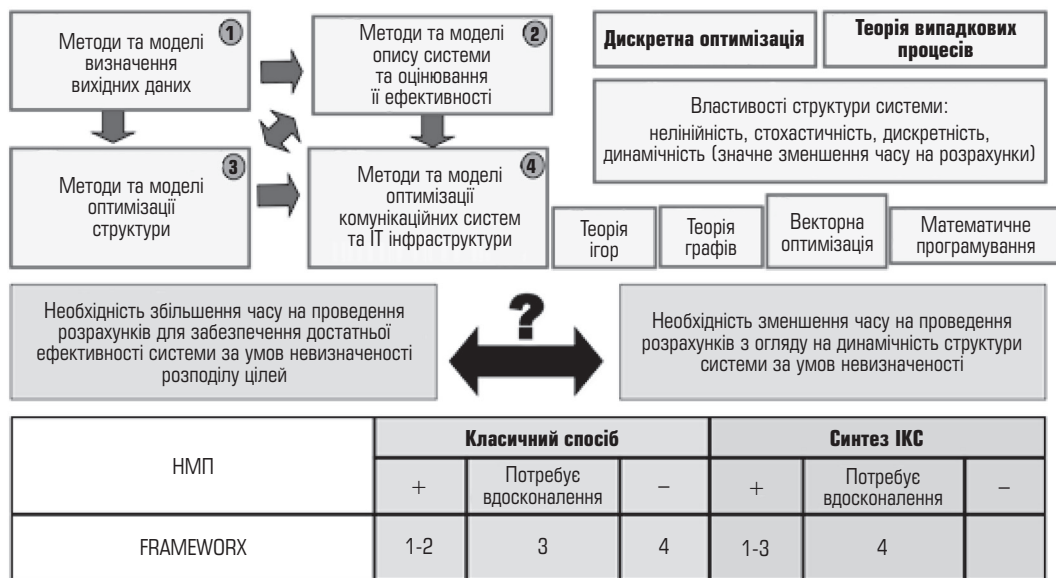 Методи та моделі
визначення
вихідних даних
1
Методи та моделі
опису системи
та оцінювання
її ефективності
2
Дискретна оптимізація
Теорія випадкових
процесів
Властивості структури системи:
нелінійність, стохастичність, дискретність,
динамічність (значне зменшення часу на розрахунки)
Методи та моделі
оптимізації
структури
3
Методи та моделі
оптимізації
комунікаційних систем
та ІТ інфраструктури
4
Теорія
ігор
Теорія
графів
Векторна
оптимізація
Математичне
програмування
Необхідність збільшення часу на проведення
розрахунків для забезпечення достатньої
ефективності системи за умов невизначеності
розподілу цілей
?
Необхідність зменшення часу на проведення
розрахунків з огляду на динамічність структури
системи за умов невизначеності
НМП
Класичний спосіб
Синтез ІКС
+
Потребує
вдосконалення
–
+
Потребує
вдосконалення
–
FRAMEWORX
1-2
3
4
1-3
4